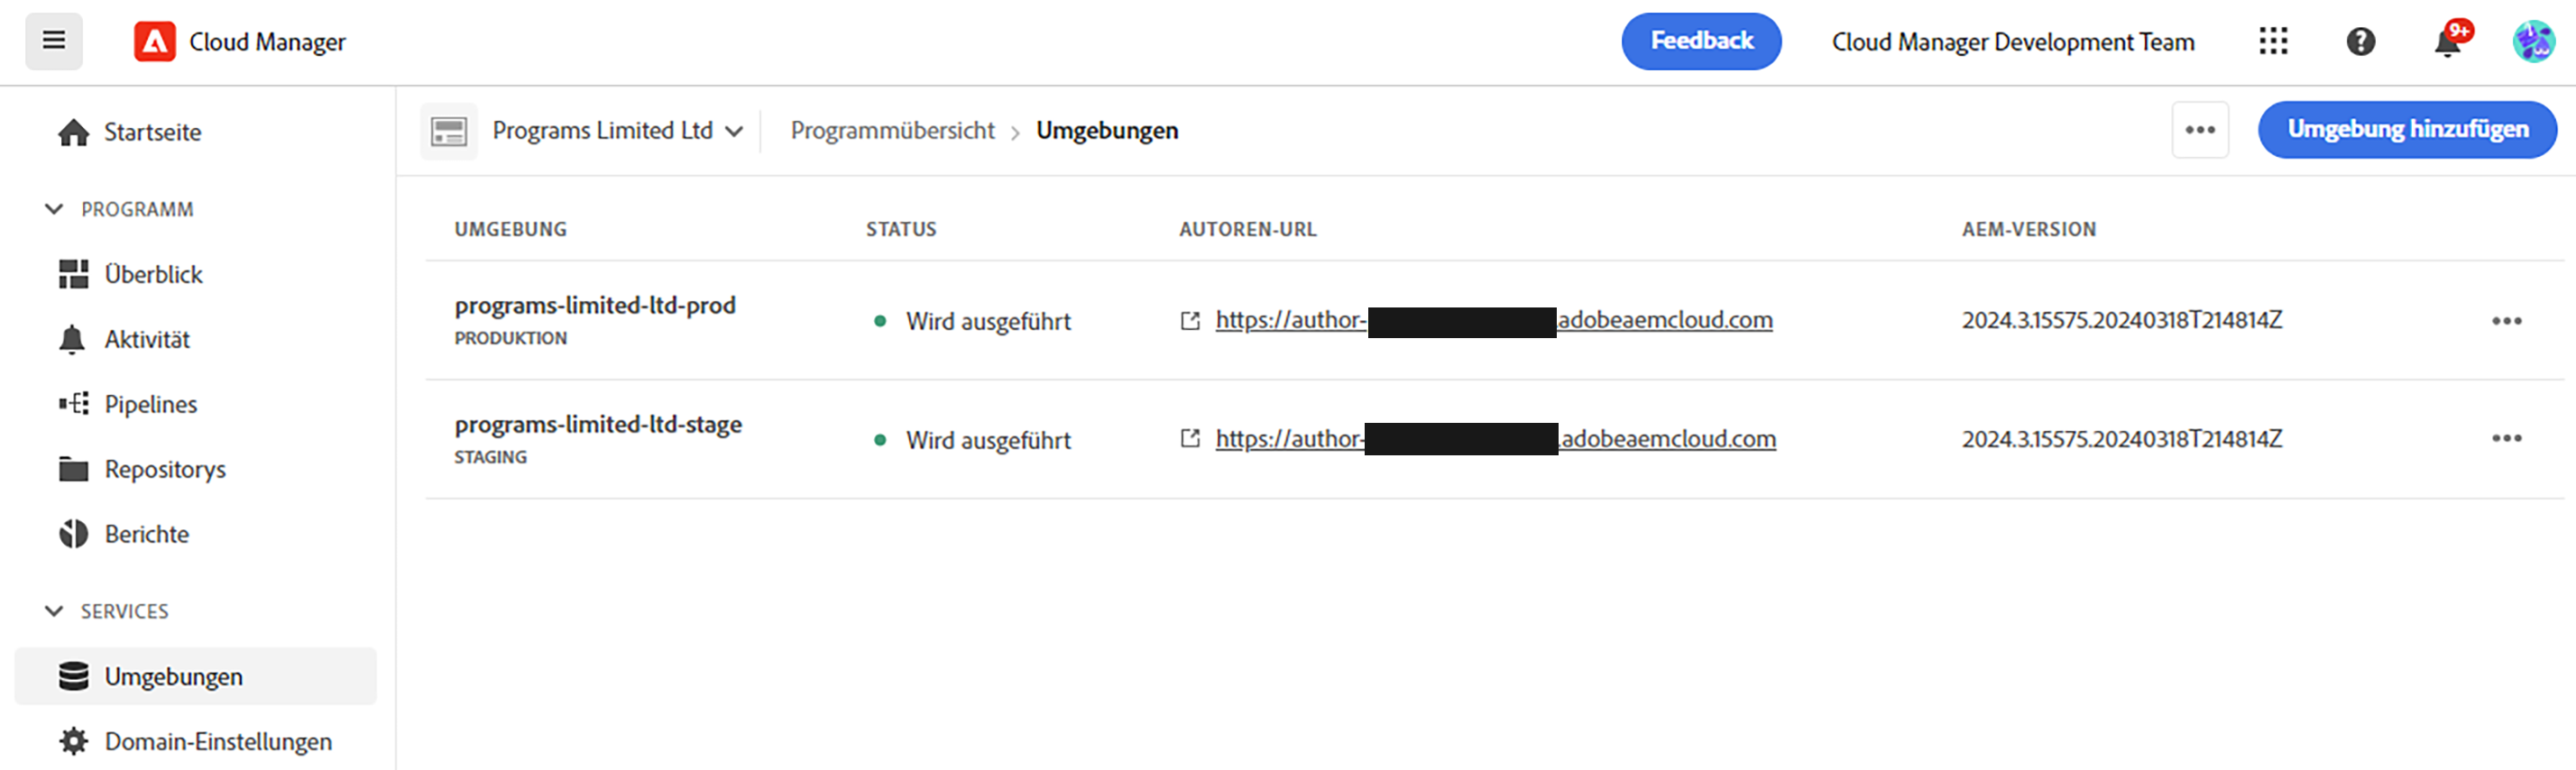 Cloud Manager
Feedback
Cloud Manager Development Team
9+
Startseite
PROGRAMM
Überblick
Aktivität
Pipelines
Repositorys
Berichte
SERVICES
Umgebungen
Domain-Einstellungen
Programs Limited Ltd
Programmübersicht > Umgebungen
Umgebung hinzufügen
UMGEBUNG STATUS AUTOREN-URL AEM-VERSION
programs-limited-ltd-prod Wird ausgeführt https://author- .adobeaemcloud.com 2024.3.15575.20240318T214814Z
PRODUKTION
programs-limited-ltd-stage Wird ausgeführt https://author- .adobeaemcloud.com 2024.3.15575.20240318T214814Z
STAGING